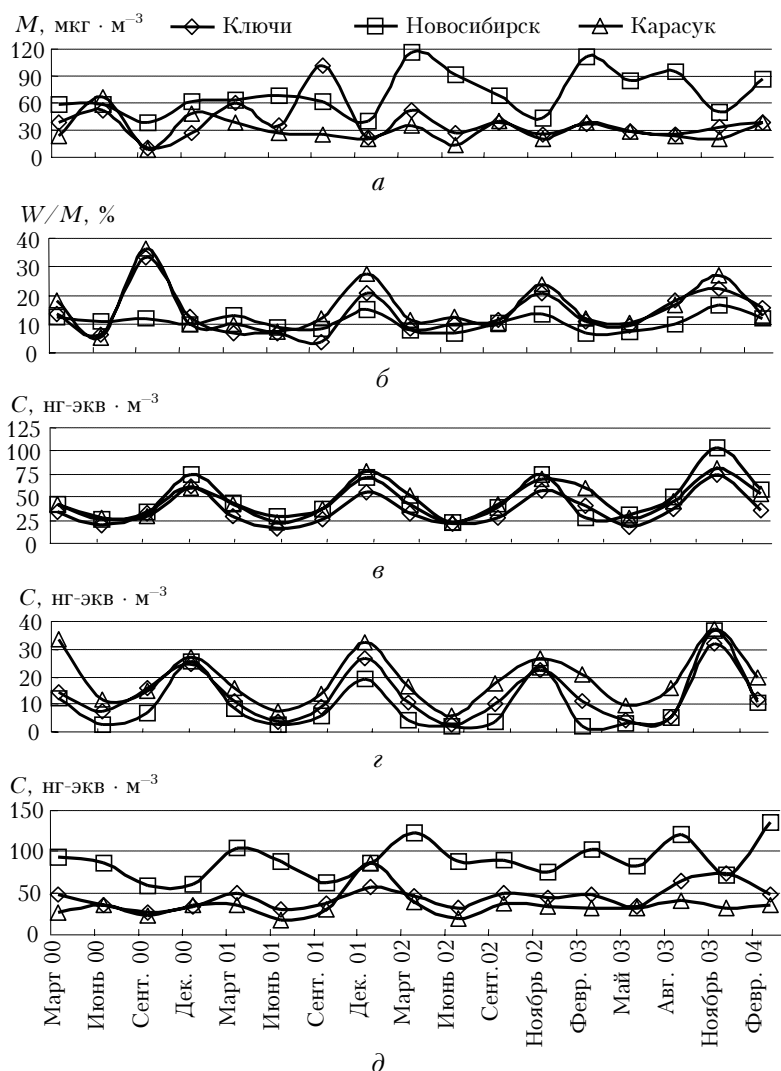 M, мкг · м⁻³ Ключи Новосибирск Карасук
120
90
60
30
0
а
W/M, %
40
30
20
10
0
б
C, нг-экв · м⁻³
125
100
75
50
25
0
в
C, нг-экв · м⁻³
40
30
20
10
0
г
C, нг-экв · м⁻³
150
100
50
0
Март 00
Июнь 00
Сент. 00
Дек. 00
Март 01
Июнь 01
Сент. 01
Дек. 01
Март 02
Июнь 02
Сент. 02
Ноябрь 02
Февр. 03
Май 03
Авг. 03
Ноябрь 03
Февр. 04
д